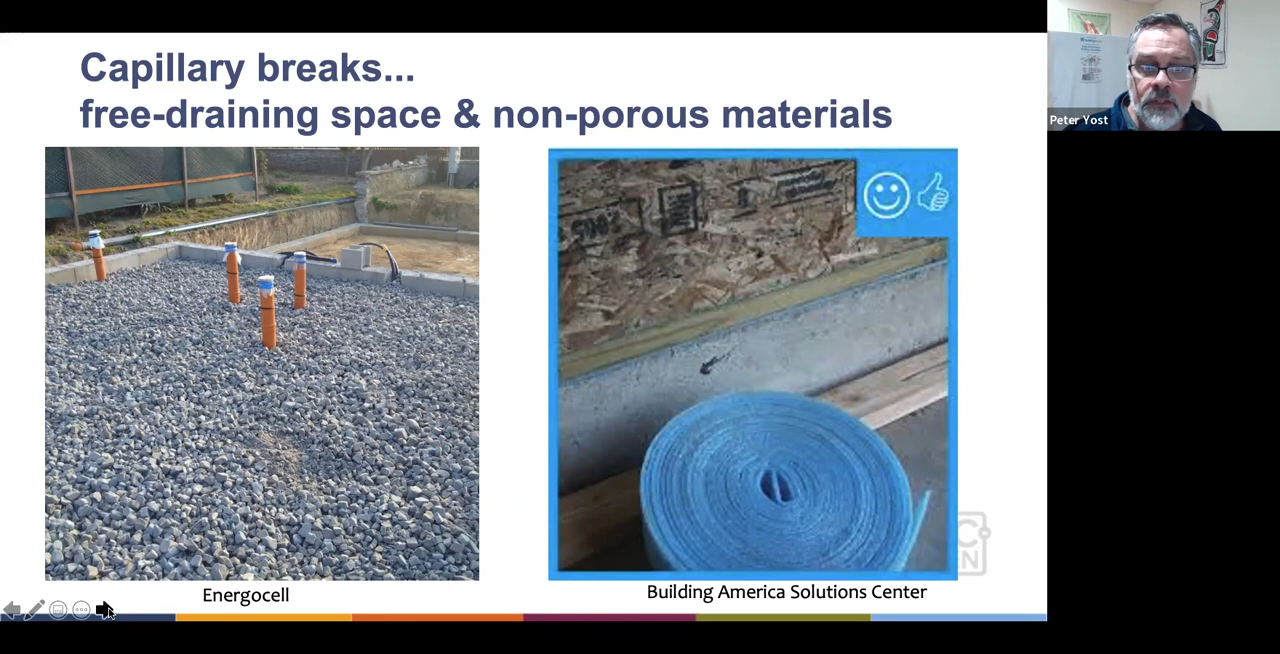 Capillary breaks...
free-draining space & non-porous materials
Peter Yost
Energocell
Building America Solutions Center